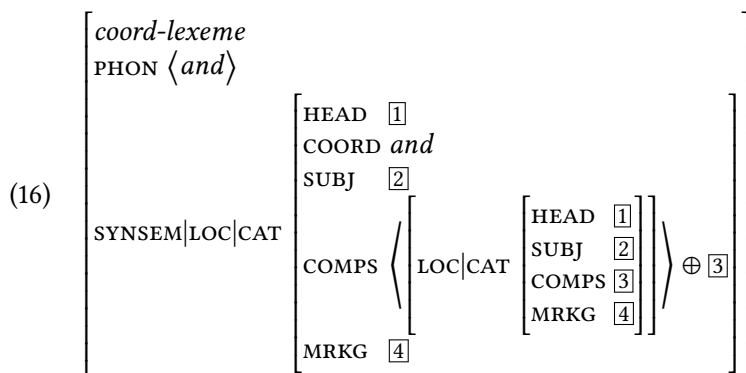 coord-lexeme
PHON ⟨and⟩
HEAD 1
COORD and
SUBJ 2
(16)
SYNSEM|LOC|CAT
COMPS ⟨[LOC|CAT [HEAD 1
SUBJ 2
COMPS 3
MRKG 4]]⟩ ⊕ 3
MRKG 4